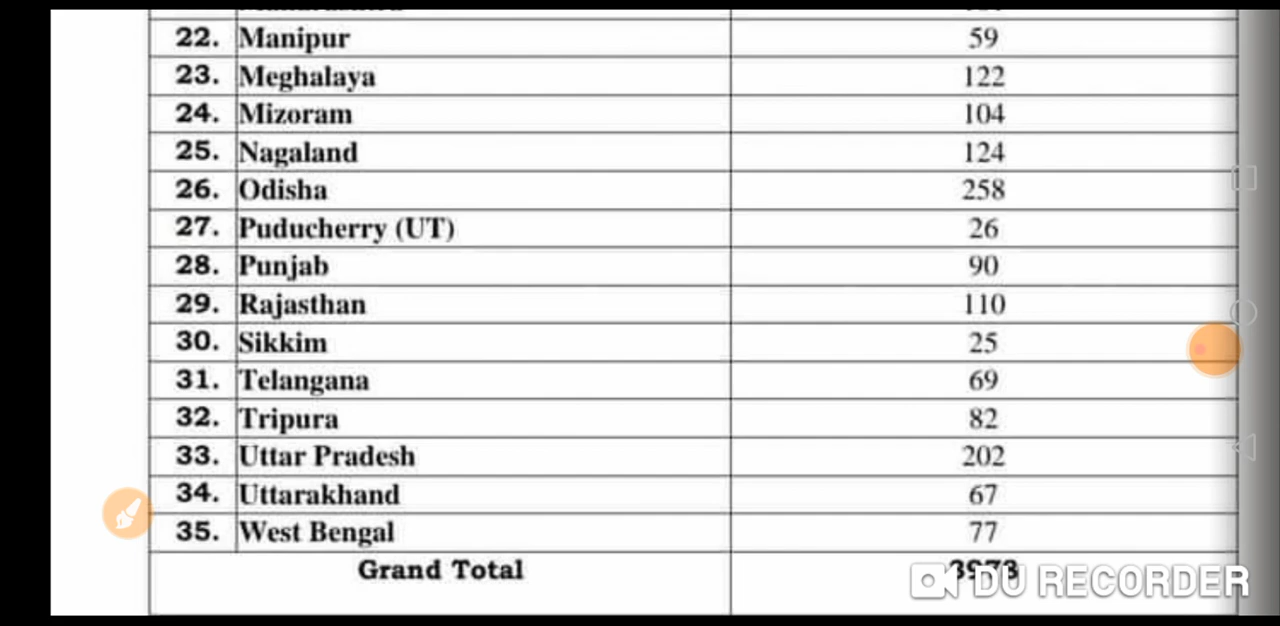 22. Manipur 59
23. Meghalaya 122
24. Mizoram 104
25. Nagaland 124
26. Odisha 258
27. Puducherry (UT) 26
28. Punjab 90
29. Rajasthan 110
30. Sikkim 25
31. Telangana 69
32. Tripura 82
33. Uttar Pradesh 202
34. Uttarakhand 67
35. West Bengal 77
Grand Total
DU RECORDER